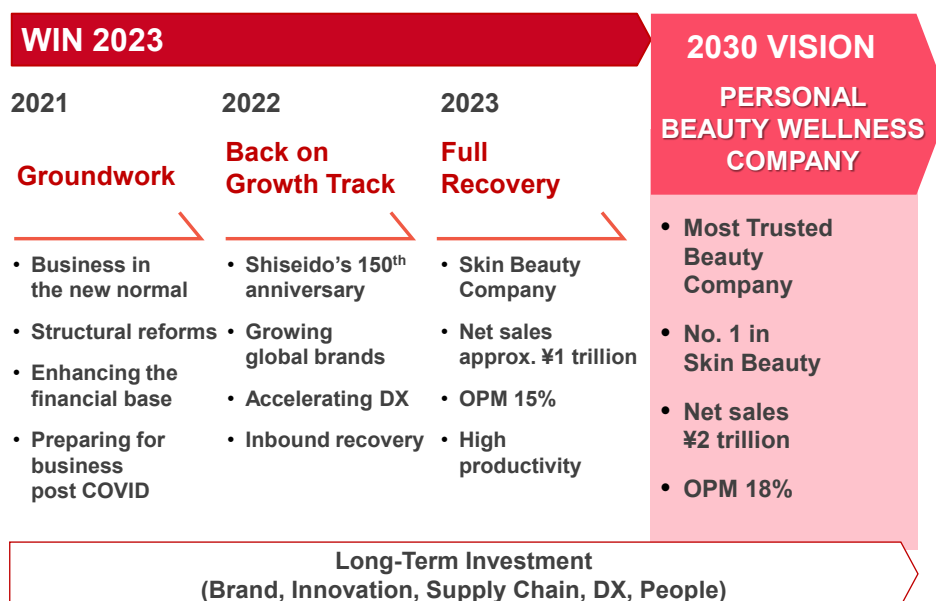 WIN 2023
2021
Groundwork
• Business in
the new normal
• Structural reforms
• Enhancing the
financial base
• Preparing for
business
post COVID
2022
Back on
Growth Track
• Shiseido's 150th
anniversary
• Growing
global brands
• Accelerating DX
• Inbound recovery
2023
Full
Recovery
• Skin Beauty
Company
• Net sales
approx. ¥1 trillion
• OPM 15%
• High
productivity
2030 VISION
PERSONAL
BEAUTY WELLNESS
COMPANY
• Most Trusted
Beauty
Company
• No. 1 in
Skin Beauty
• Net sales
¥2 trillion
• OPM 18%
Long-Term Investment
(Brand, Innovation, Supply Chain, DX, People)